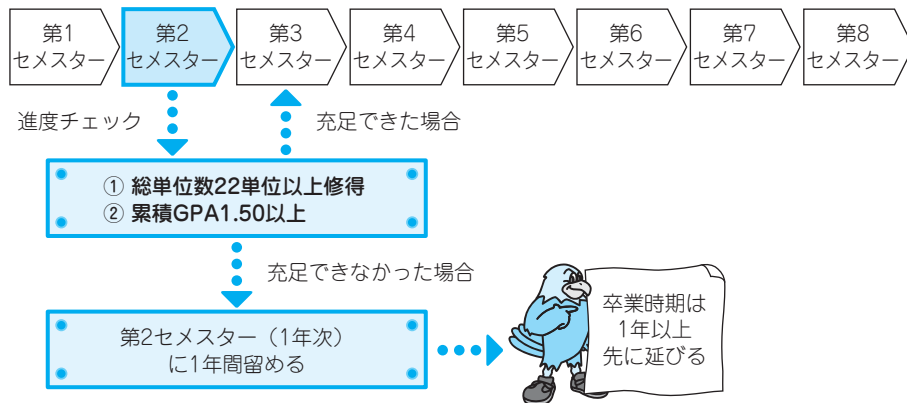 第1
セメスター
第2
セメスター
第3
セメスター
第4
セメスター
第5
セメスター
第6
セメスター
第7
セメスター
第8
セメスター
進度チェック
充足できた場合
① 総単位数22単位以上修得
② 累積GPA1.50以上
充足できなかった場合
第2セメスター（1年次）
に1年間留める
卒業時期は
1年以上
先に延びる